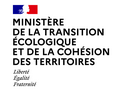 MINISTÈRE
DE LA TRANSITION
ÉCOLOGIQUE
ET DE LA COHÉSION
DES TERRITOIRES
Liberté
Égalité
Fraternité